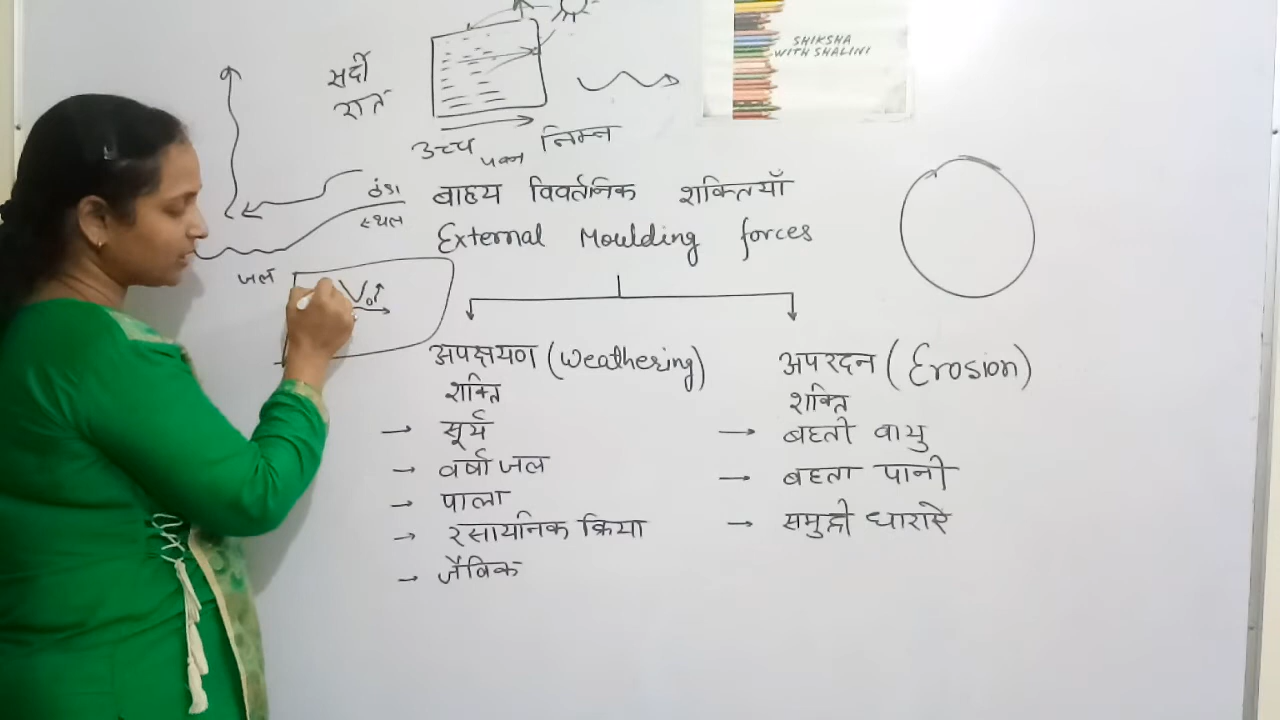 SHIKSHA
WITH SHALINI
सर्दी
रात
उच्च पवन निम्न
ठंडा
स्थल
जल
बाह्य विवर्तनिक शक्तियाँ
External Moulding forces
अपक्षयण (Weathering)
शक्ति
→ सूर्य
→ वर्षा जल
→ पाला
→ रसायनिक क्रिया
→ जैविक
अपरदन (Erosion)
शक्ति
→ बहती वायु
→ बहता पानी
→ समुद्री धाराऐ